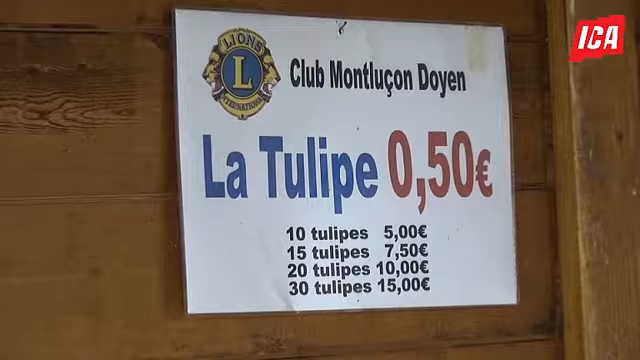 ICA
LIONS
L
INTERNATIONAL
Club Montluçon Doyen
La Tulipe 0,50€
10 tulipes 5,00€
15 tulipes 7,50€
20 tulipes 10,00€
30 tulipes 15,00€